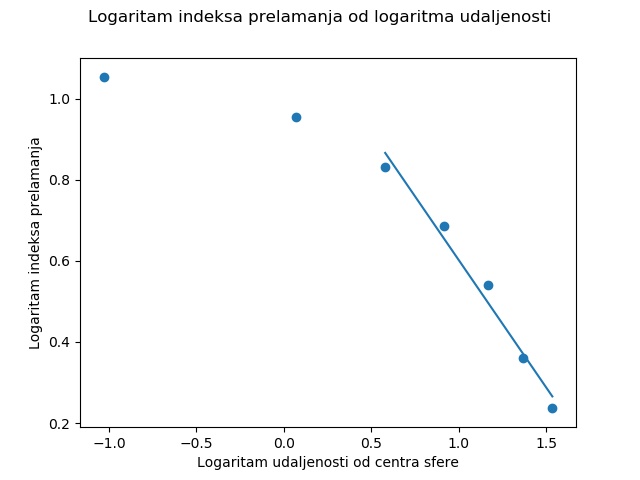 Logaritam indeksa prelamanja od logaritma udaljenosti
Logaritam indeksa prelamanja
1.0
0.8
0.6
0.4
0.2
−1.0 −0.5 0.0 0.5 1.0 1.5
Logaritam udaljenosti od centra sfere